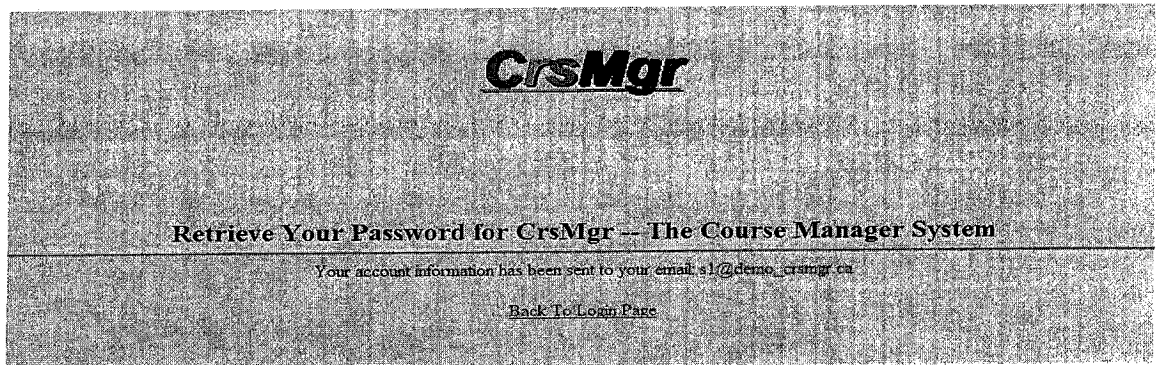 CrsMgr
Retrieve Your Password for CrsMgr -- The Course Manager System
Your account information has been sent to your email: s1@demo_crsmgr.ca
Back To Login Page